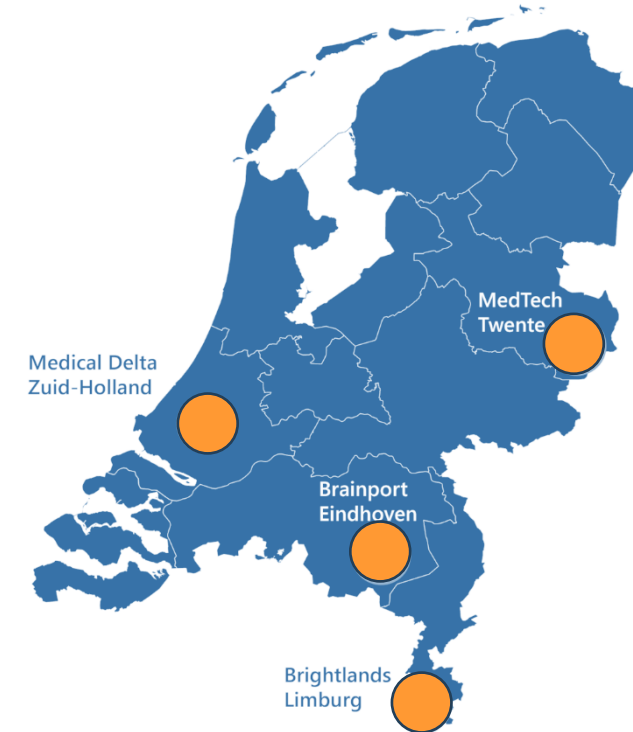 MedTech
Twente
Medical Delta
Zuid-Holland
Brainport
Eindhoven
Brightlands
Limburg